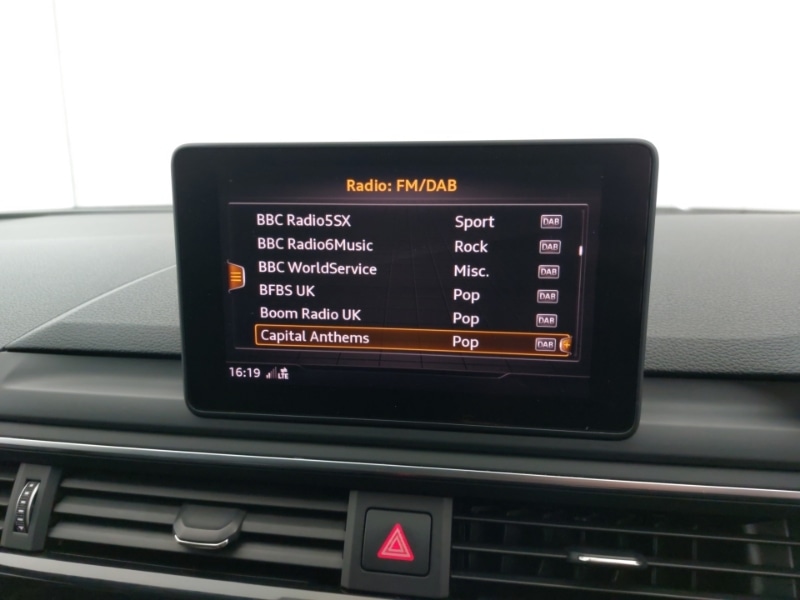 Radio: FM/DAB
BBC Radio5SX Sport DAB
BBC Radio6Music Rock DAB
BBC WorldService Misc. DAB
BFBS UK Pop DAB
Boom Radio UK Pop DAB
Capital Anthems Pop DAB
16:19 LTE